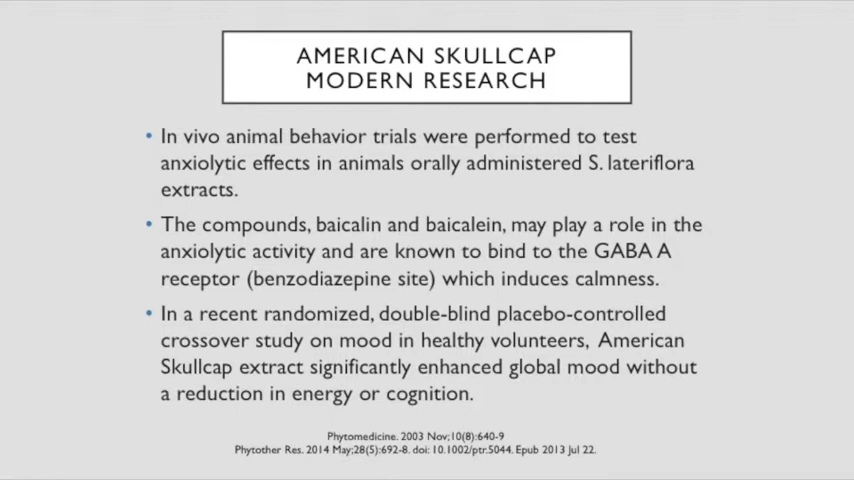 AMERICAN SKULLCAP
MODERN RESEARCH
• In vivo animal behavior trials were performed to test
anxiolytic effects in animals orally administered S. lateriflora
extracts.
• The compounds, baicalin and baicalein, may play a role in the
anxiolytic activity and are known to bind to the GABA A
receptor (benzodiazepine site) which induces calmness.
• In a recent randomized, double-blind placebo-controlled
crossover study on mood in healthy volunteers, American
Skullcap extract significantly enhanced global mood without
a reduction in energy or cognition.
Phytomedicine. 2003 Nov;10(8):640-9
Phytother Res. 2014 May;28(5):692-8. doi: 10.1002/ptr.5044. Epub 2013 Jul 22.